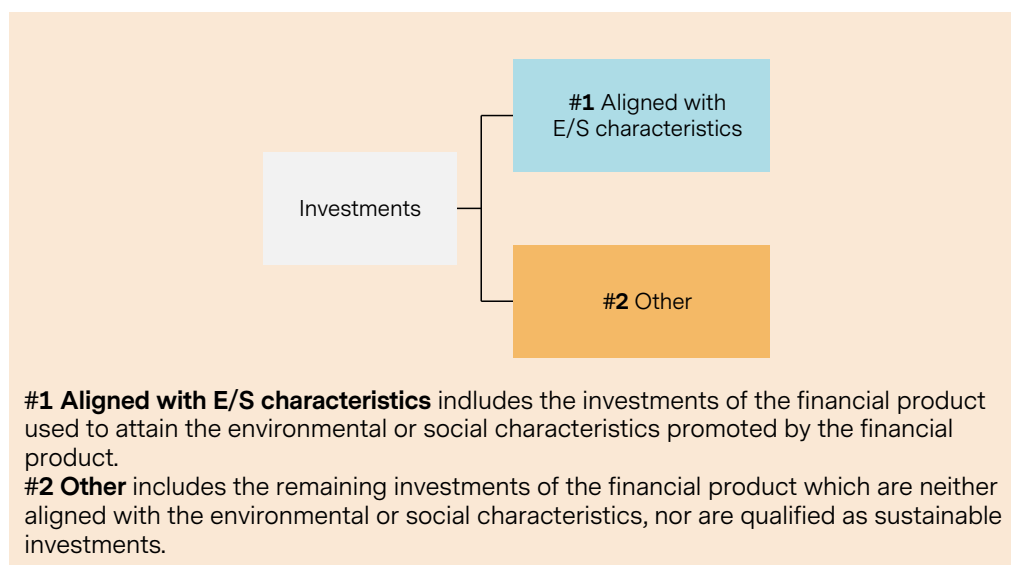 #1 Aligned with
E/S characteristics
Investments
#2 Other
#1 Aligned with E/S characteristics indludes the investments of the financial product
used to attain the environmental or social characteristics promoted by the financial
product.
#2 Other includes the remaining investments of the financial product which are neither
aligned with the environmental or social characteristics, nor are qualified as sustainable
investments.